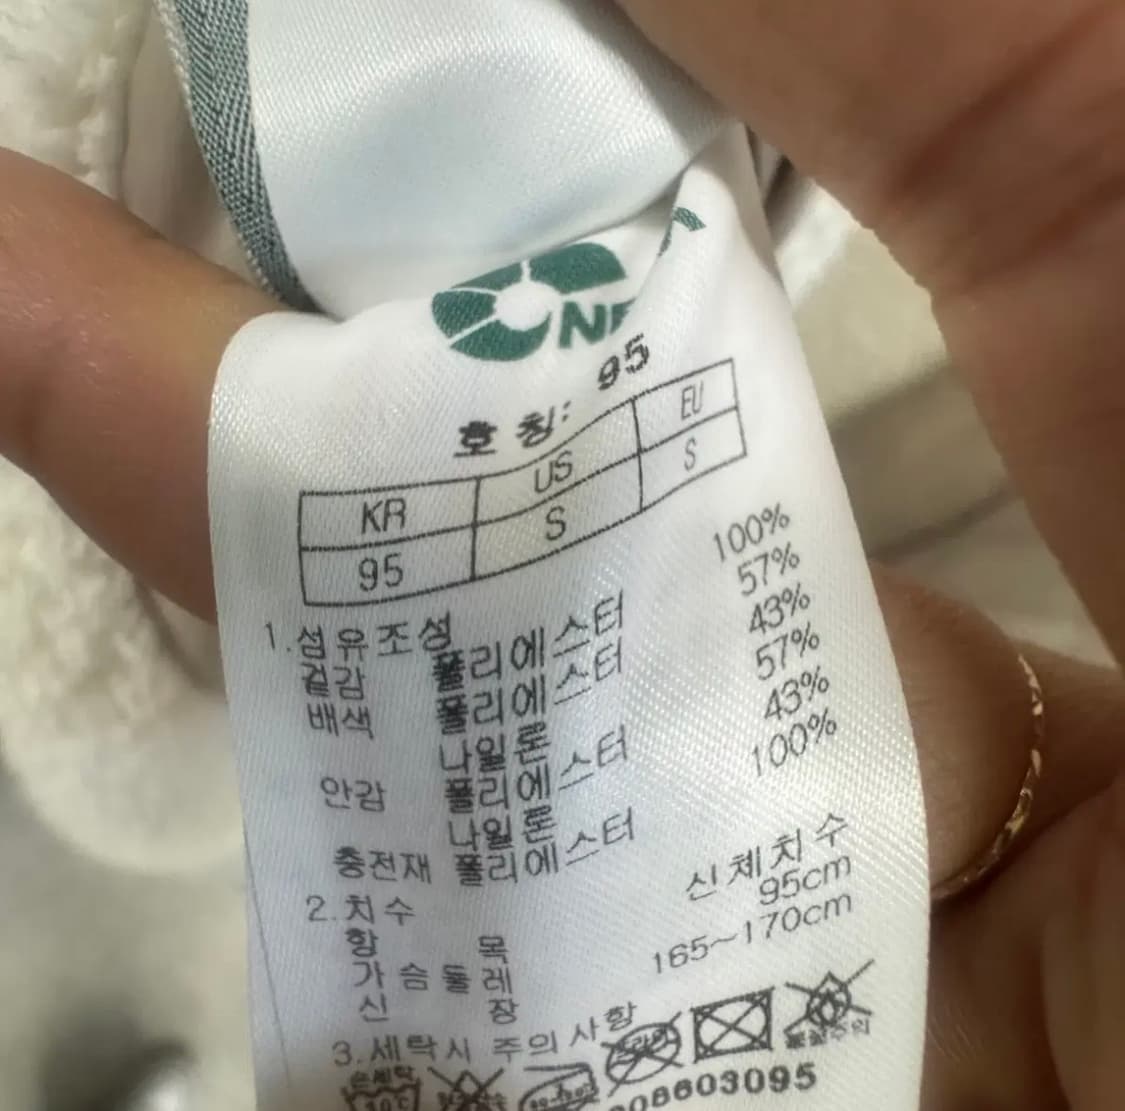 호칭: 95
KR US EU
95 S S
1.섬유조성
겉감 폴리에스터 100%
배색 폴리에스터 57%
나일론 43%
안감 폴리에스터 57%
나일론 43%
충전재 폴리에스터 100%
2.치수
항목 신체치수
가슴둘레 95cm
신장 165~170cm
3.세탁시 주의사항
손세탁
08603095